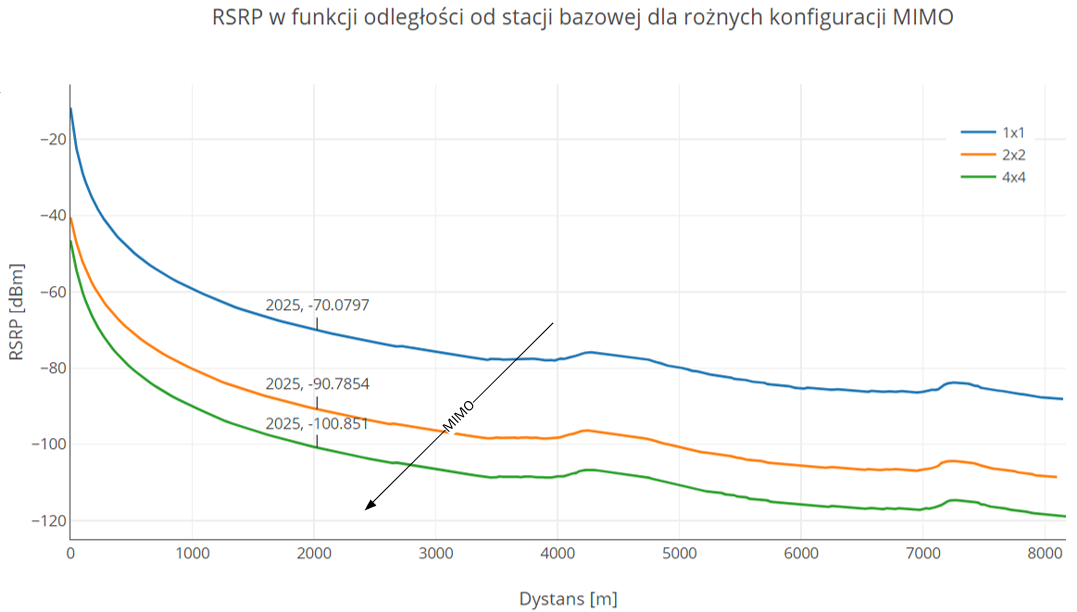 RSRP w funkcji odległości od stacji bazowej dla rożnych konfiguracji MIMO
1x1
2x2
4x4
−20
−40
−60
−80
−100
−120
RSRP [dBm]
2025, -70.0797
2025, -90.7854
2025, -100.851
MIMO
0
1000
2000
3000
4000
5000
6000
7000
8000
Dystans [m]